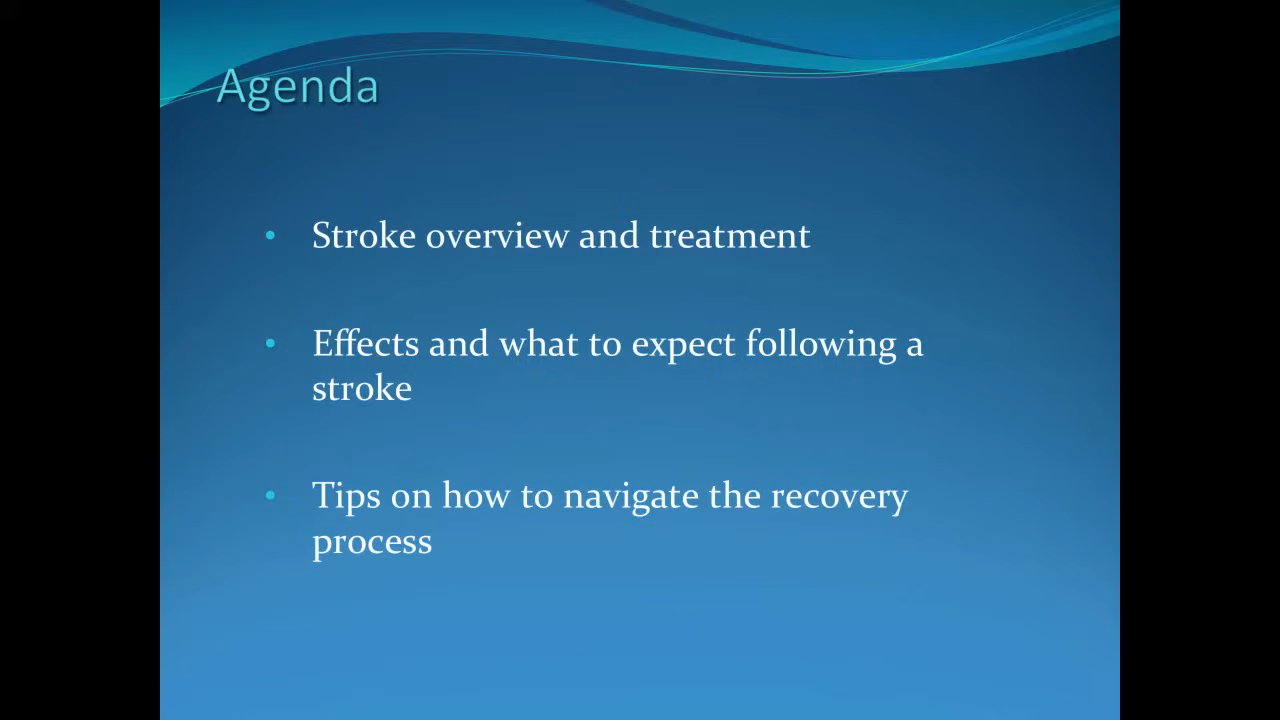 Agenda
• Stroke overview and treatment
• Effects and what to expect following a
stroke
• Tips on how to navigate the recovery
process